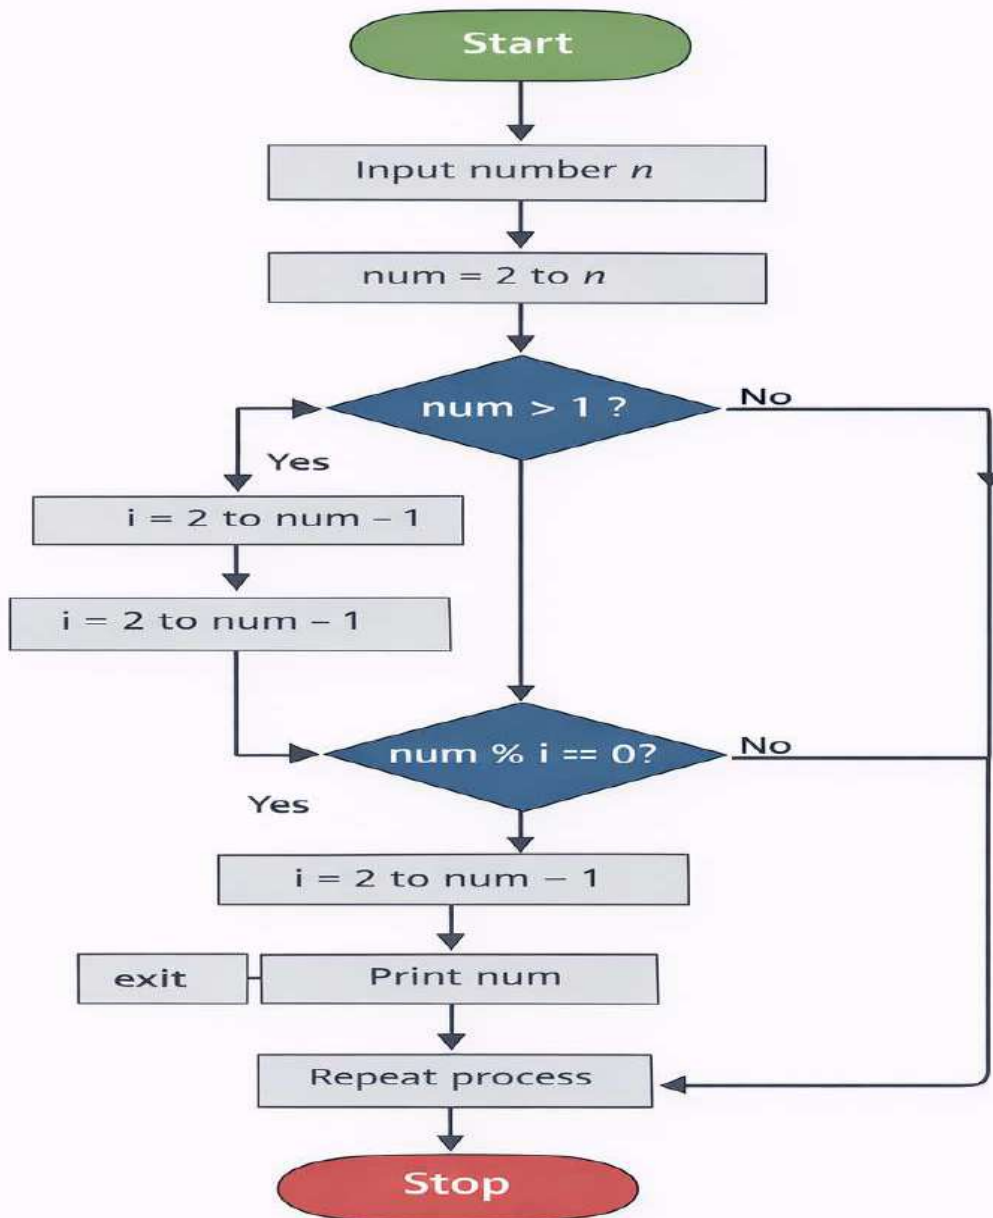 Start
Input number n
num = 2 to n
num > 1 ?
No
Yes
i = 2 to num – 1
i = 2 to num – 1
num % i == 0?
No
Yes
i = 2 to num – 1
exit
Print num
Repeat process
Stop